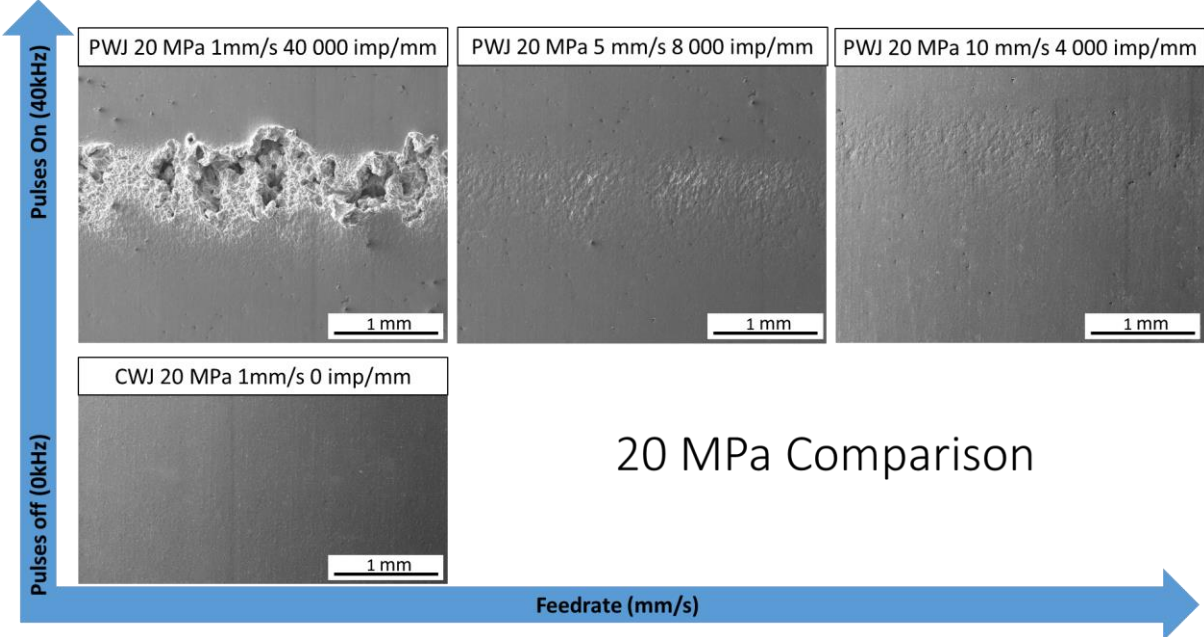 PWJ 20 MPa 1mm/s 40 000 imp/mm
PWJ 20 MPa 5 mm/s 8 000 imp/mm
PWJ 20 MPa 10 mm/s 4 000 imp/mm
Pulses On (40kHz)
1 mm
1 mm
1 mm
CWJ 20 MPa 1mm/s 0 imp/mm
Pulses off (0kHz)
20 MPa Comparison
1 mm
Feedrate (mm/s)